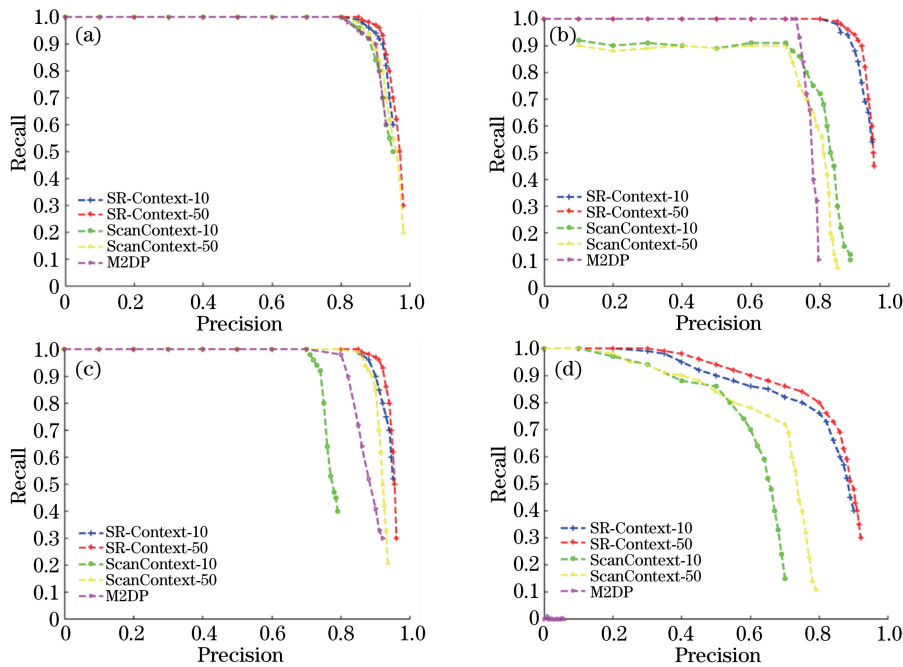 (a)
1.0
0.9
0.8
0.7
0.6
0.5
0.4
0.3
0.2
0.1
0
Recall
SR-Context-10
SR-Context-50
ScanContext-10
ScanContext-50
M2DP
0 0.2 0.4 0.6 0.8 1.0
Precision
(b)
1.0
0.9
0.8
0.7
0.6
0.5
0.4
0.3
0.2
0.1
0
Recall
SR-Context-10
SR-Context-50
ScanContext-10
ScanContext-50
M2DP
0 0.2 0.4 0.6 0.8 1.0
Precision
(c)
1.0
0.9
0.8
0.7
0.6
0.5
0.4
0.3
0.2
0.1
0
Recall
SR-Context-10
SR-Context-50
ScanContext-10
ScanContext-50
M2DP
0 0.2 0.4 0.6 0.8 1.0
Precision
(d)
1.0
0.9
0.8
0.7
0.6
0.5
0.4
0.3
0.2
0.1
0
Recall
SR-Context-10
SR-Context-50
ScanContext-10
ScanContext-50
M2DP
0 0.2 0.4 0.6 0.8 1.0
Precision